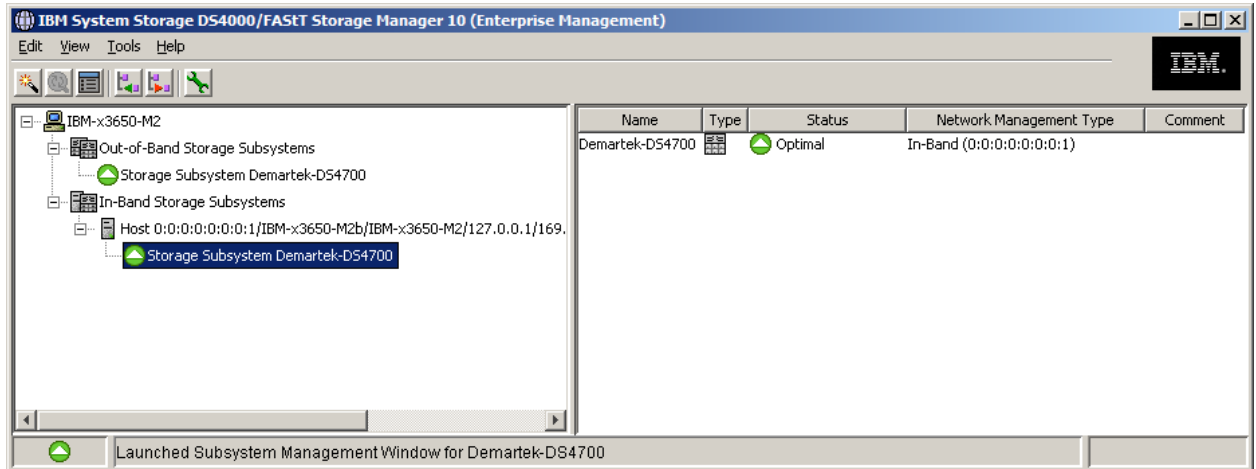 IBM System Storage DS4000/FAStT Storage Manager 10 (Enterprise Management)
Edit View Tools Help
IBM.
IBM-x3650-M2
Out-of-Band Storage Subsystems
Storage Subsystem Demartek-DS4700
In-Band Storage Subsystems
Host 0:0:0:0:0:0:0:1/IBM-x3650-M2b/IBM-x3650-M2/127.0.0.1/169.
Storage Subsystem Demartek-DS4700
Name Type Status Network Management Type Comment
Demartek-DS4700 Optimal In-Band (0:0:0:0:0:0:0:1)
Launched Subsystem Management Window for Demartek-DS4700